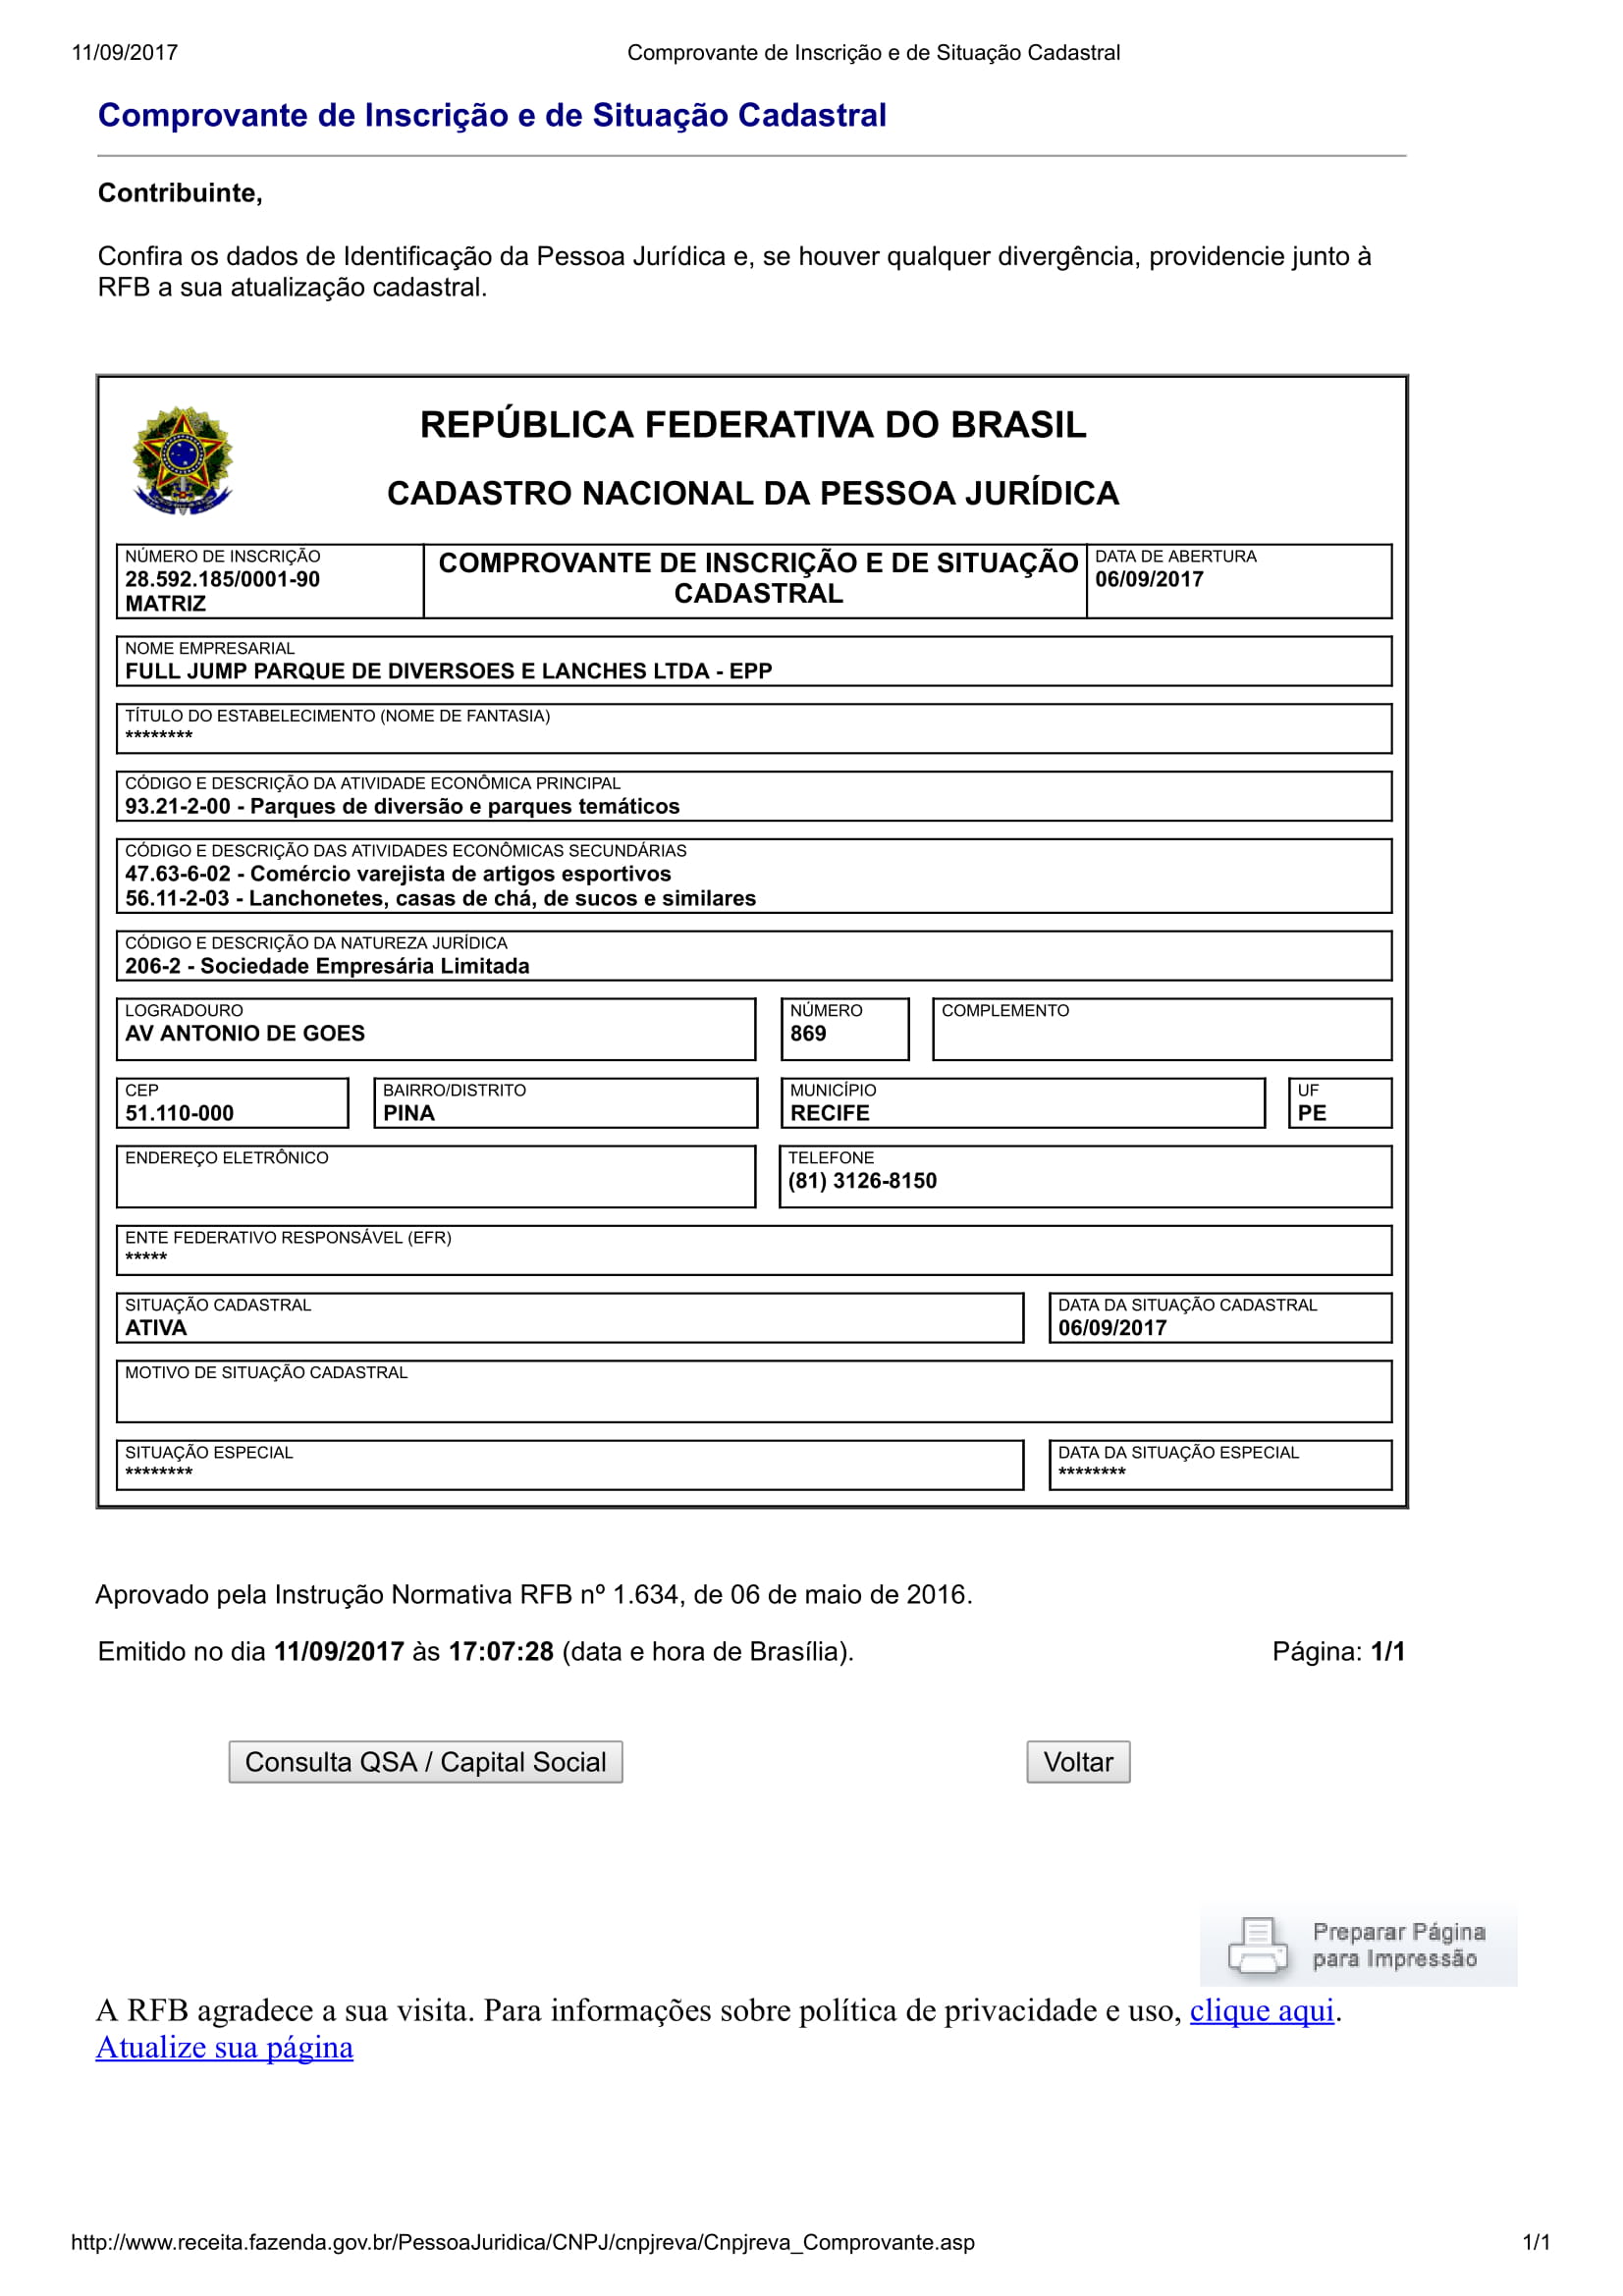 11/09/2017 Comprovante de Inscrição e de Situação Cadastral
Comprovante de Inscrição e de Situação Cadastral
Contribuinte,
Confira os dados de Identificação da Pessoa Jurídica e, se houver qualquer divergência, providencie junto à
RFB a sua atualização cadastral.
REPÚBLICA FEDERATIVA DO BRASIL
CADASTRO NACIONAL DA PESSOA JURÍDICA
NÚMERO DE INSCRIÇÃO
28.592.185/0001-90
MATRIZ
COMPROVANTE DE INSCRIÇÃO E DE SITUAÇÃO
CADASTRAL
DATA DE ABERTURA
06/09/2017
NOME EMPRESARIAL
FULL JUMP PARQUE DE DIVERSOES E LANCHES LTDA - EPP
TÍTULO DO ESTABELECIMENTO (NOME DE FANTASIA)
********
CÓDIGO E DESCRIÇÃO DA ATIVIDADE ECONÔMICA PRINCIPAL
93.21-2-00 - Parques de diversão e parques temáticos
CÓDIGO E DESCRIÇÃO DAS ATIVIDADES ECONÔMICAS SECUNDÁRIAS
47.63-6-02 - Comércio varejista de artigos esportivos
56.11-2-03 - Lanchonetes, casas de chá, de sucos e similares
CÓDIGO E DESCRIÇÃO DA NATUREZA JURÍDICA
206-2 - Sociedade Empresária Limitada
LOGRADOURO
AV ANTONIO DE GOES
NÚMERO
869
COMPLEMENTO
CEP
51.110-000
BAIRRO/DISTRITO
PINA
MUNICÍPIO
RECIFE
UF
PE
ENDEREÇO ELETRÔNICO
TELEFONE
(81) 3126-8150
ENTE FEDERATIVO RESPONSÁVEL (EFR)
*****
SITUAÇÃO CADASTRAL
ATIVA
DATA DA SITUAÇÃO CADASTRAL
06/09/2017
MOTIVO DE SITUAÇÃO CADASTRAL
SITUAÇÃO ESPECIAL
********
DATA DA SITUAÇÃO ESPECIAL
********
Aprovado pela Instrução Normativa RFB nº 1.634, de 06 de maio de 2016.
Emitido no dia 11/09/2017 às 17:07:28 (data e hora de Brasília). Página: 1/1
Consulta QSA / Capital Social Voltar
Preparar Página
para Impressão
A RFB agradece a sua visita. Para informações sobre política de privacidade e uso, clique aqui.
Atualize sua página
http://www.receita.fazenda.gov.br/PessoaJuridica/CNPJ/cnpjreva/Cnpjreva_Comprovante.asp 1/1